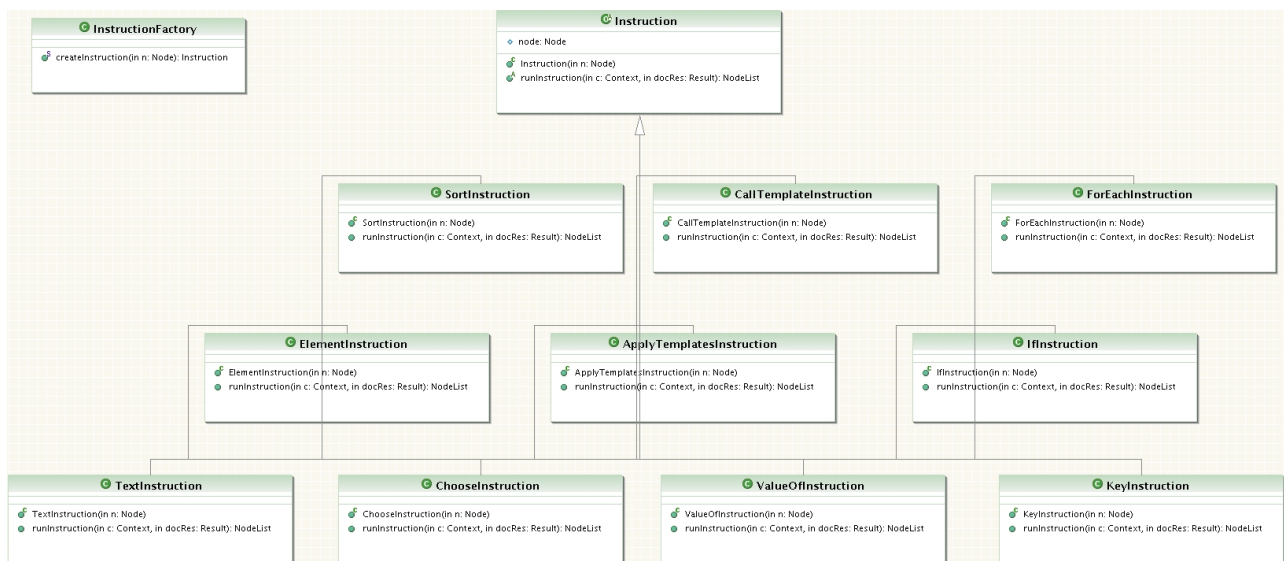 InstructionFactory
createInstruction(in n: Node): Instruction
Instruction
node: Node
Instruction(in n: Node)
runInstruction(in c: Context, in docRes: Result): NodeList
SortInstruction
SortInstruction(in n: Node)
runInstruction(in c: Context, in docRes: Result): NodeList
CallTemplateInstruction
CallTemplateInstruction(in n: Node)
runInstruction(in c: Context, in docRes: Result): NodeList
ForEachInstruction
ForEachInstruction(in n: Node)
runInstruction(in c: Context, in docRes: Result): NodeList
ElementInstruction
ElementInstruction(in n: Node)
runInstruction(in c: Context, in docRes: Result): NodeList
ApplyTemplatesInstruction
ApplyTemplatesInstruction(in n: Node)
runInstruction(in c: Context, in docRes: Result): NodeList
IfInstruction
IfInstruction(in n: Node)
runInstruction(in c: Context, in docRes: Result): NodeList
TextInstruction
TextInstruction(in n: Node)
runInstruction(in c: Context, in docRes: Result): NodeList
ChooseInstruction
ChooseInstruction(in n: Node)
runInstruction(in c: Context, in docRes: Result): NodeList
ValueOfInstruction
ValueOfInstruction(in n: Node)
runInstruction(in c: Context, in docRes: Result): NodeList
KeyInstruction
KeyInstruction(in n: Node)
runInstruction(in c: Context, in docRes: Result): NodeList